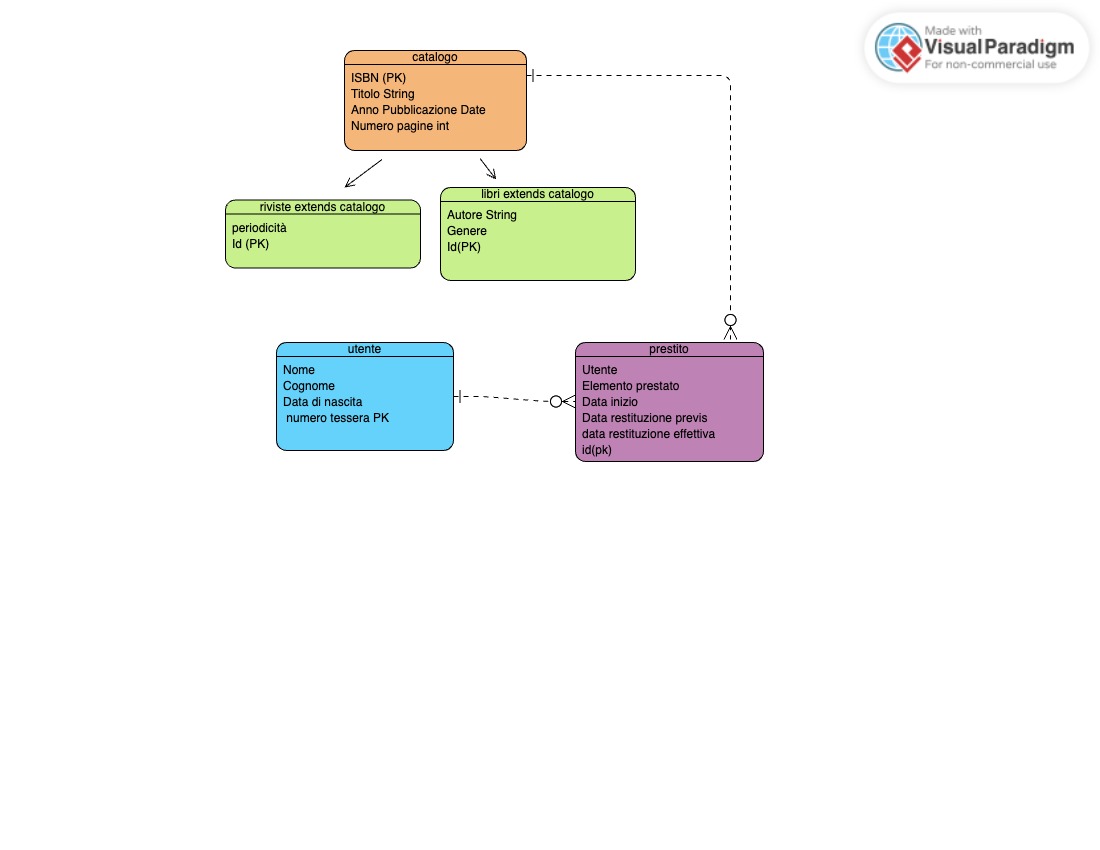 Made with
Visual Paradigm
For non-commercial use
catalogo
ISBN (PK)
Titolo String
Anno Pubblicazione Date
Numero pagine int
riviste extends catalogo
periodicità
Id (PK)
libri extends catalogo
Autore String
Genere
Id(PK)
utente
Nome
Cognome
Data di nascita
numero tessera PK
prestito
Utente
Elemento prestato
Data inizio
Data restituzione previs
data restituzione effettiva
id(pk)